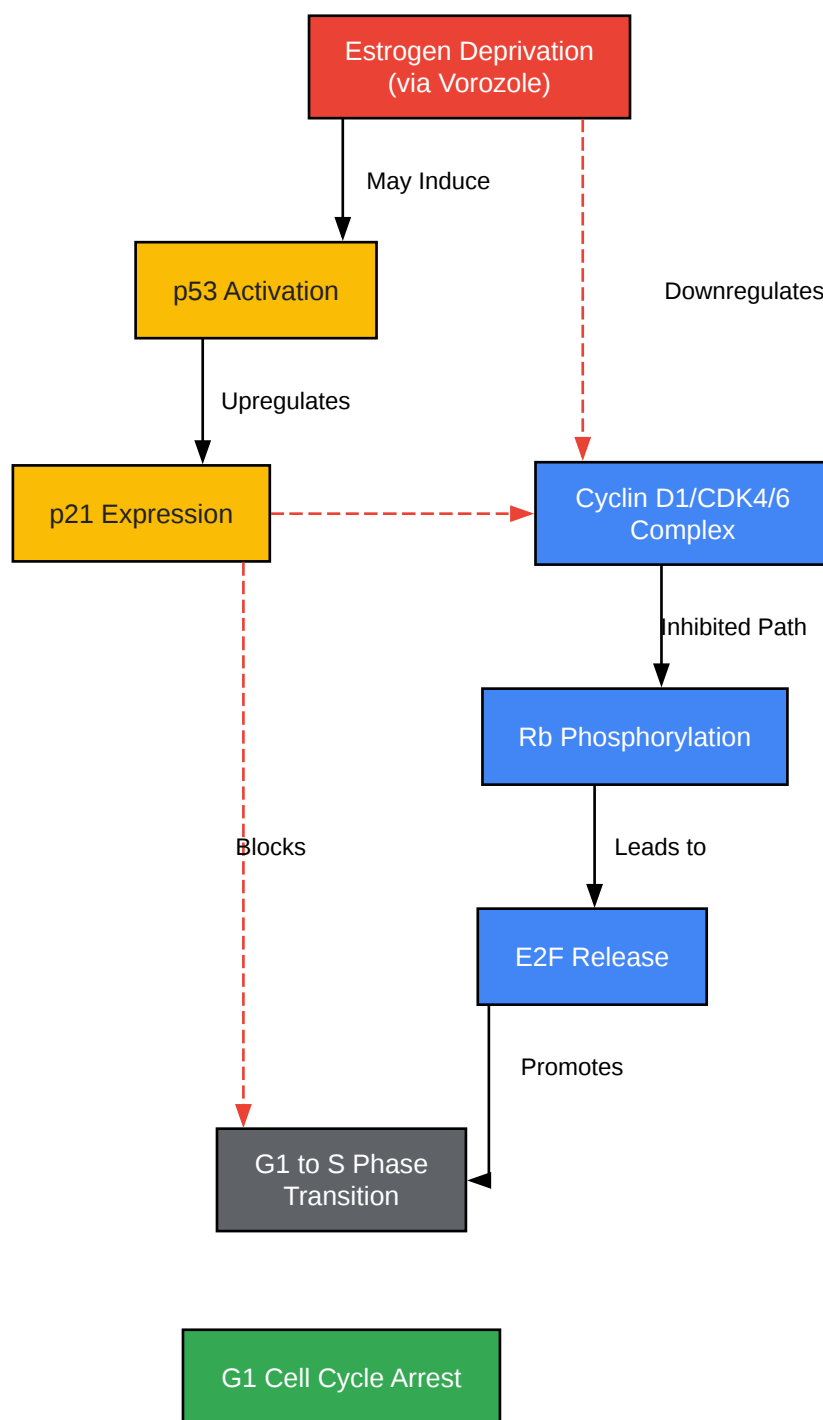 Estrogen Deprivation
(via Vorozole)
May Induce
p53 Activation
Downregulates
Upregulates
p21 Expression
Cyclin D1/CDK4/6
Complex
Inhibited Path
Rb Phosphorylation
Blocks
Leads to
E2F Release
Promotes
G1 to S Phase
Transition
G1 Cell Cycle Arrest